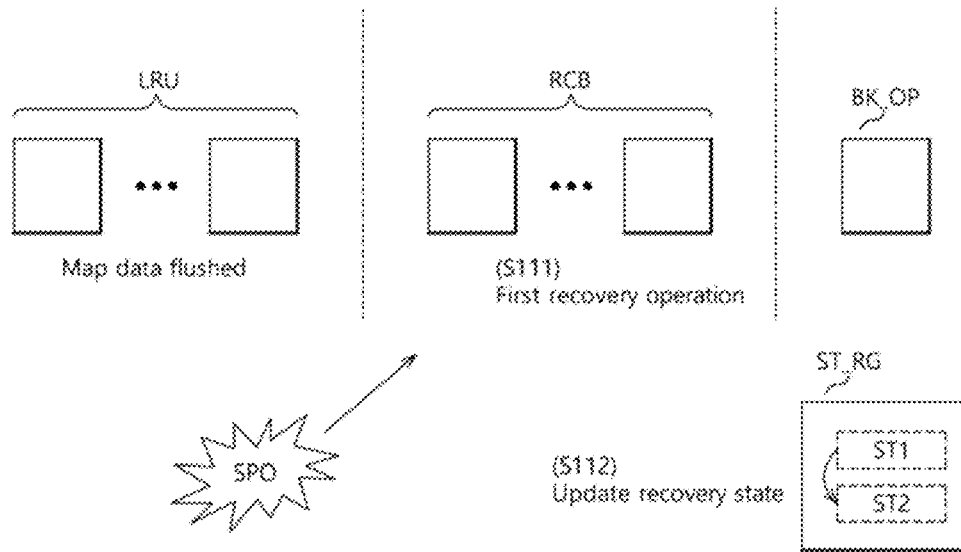 LRU
RCB
BK_OP
Map data flushed
(S111)
First recovery operation
ST_RG
SPO
(S112)
Update recovery state
ST1
ST2